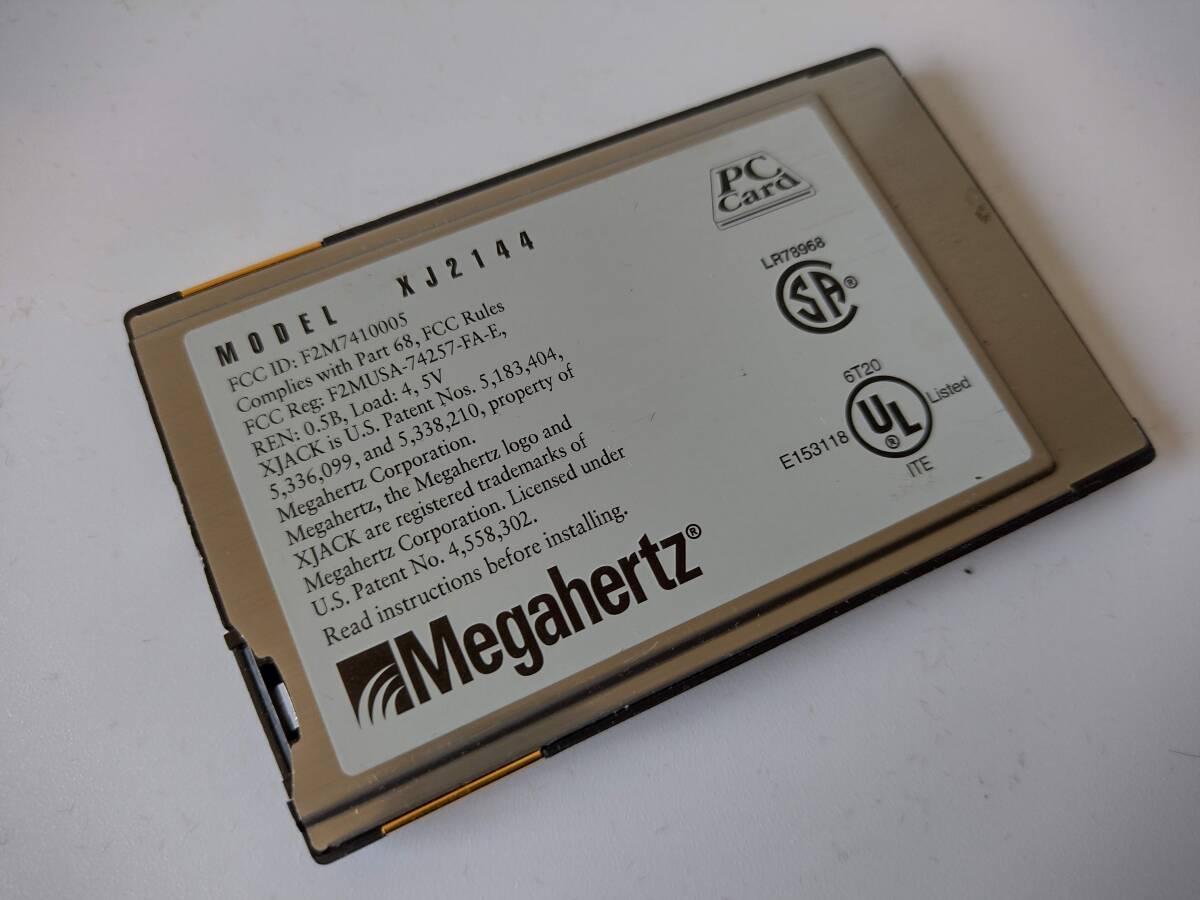 MODEL XJ2144
FCC ID: F2M7410005
Complies with Part 68, FCC Rules
FCC Reg: F2MUSA-74257-FA-E,
REN: 0.5B, Load: 4, 5V
XJACK is U.S. Patent Nos. 5,183,404,
5,336,099, and 5,338,210, property of
Megahertz Corporation.
Megahertz, the Megahertz logo and
XJACK are registered trademarks of
Megahertz Corporation. Licensed under
U.S. Patent No. 4,558,302.
Read instructions before installing.
Megahertz®
PC
Card
LR78968
SA®
6T20
UL®
Listed
E153118
ITE